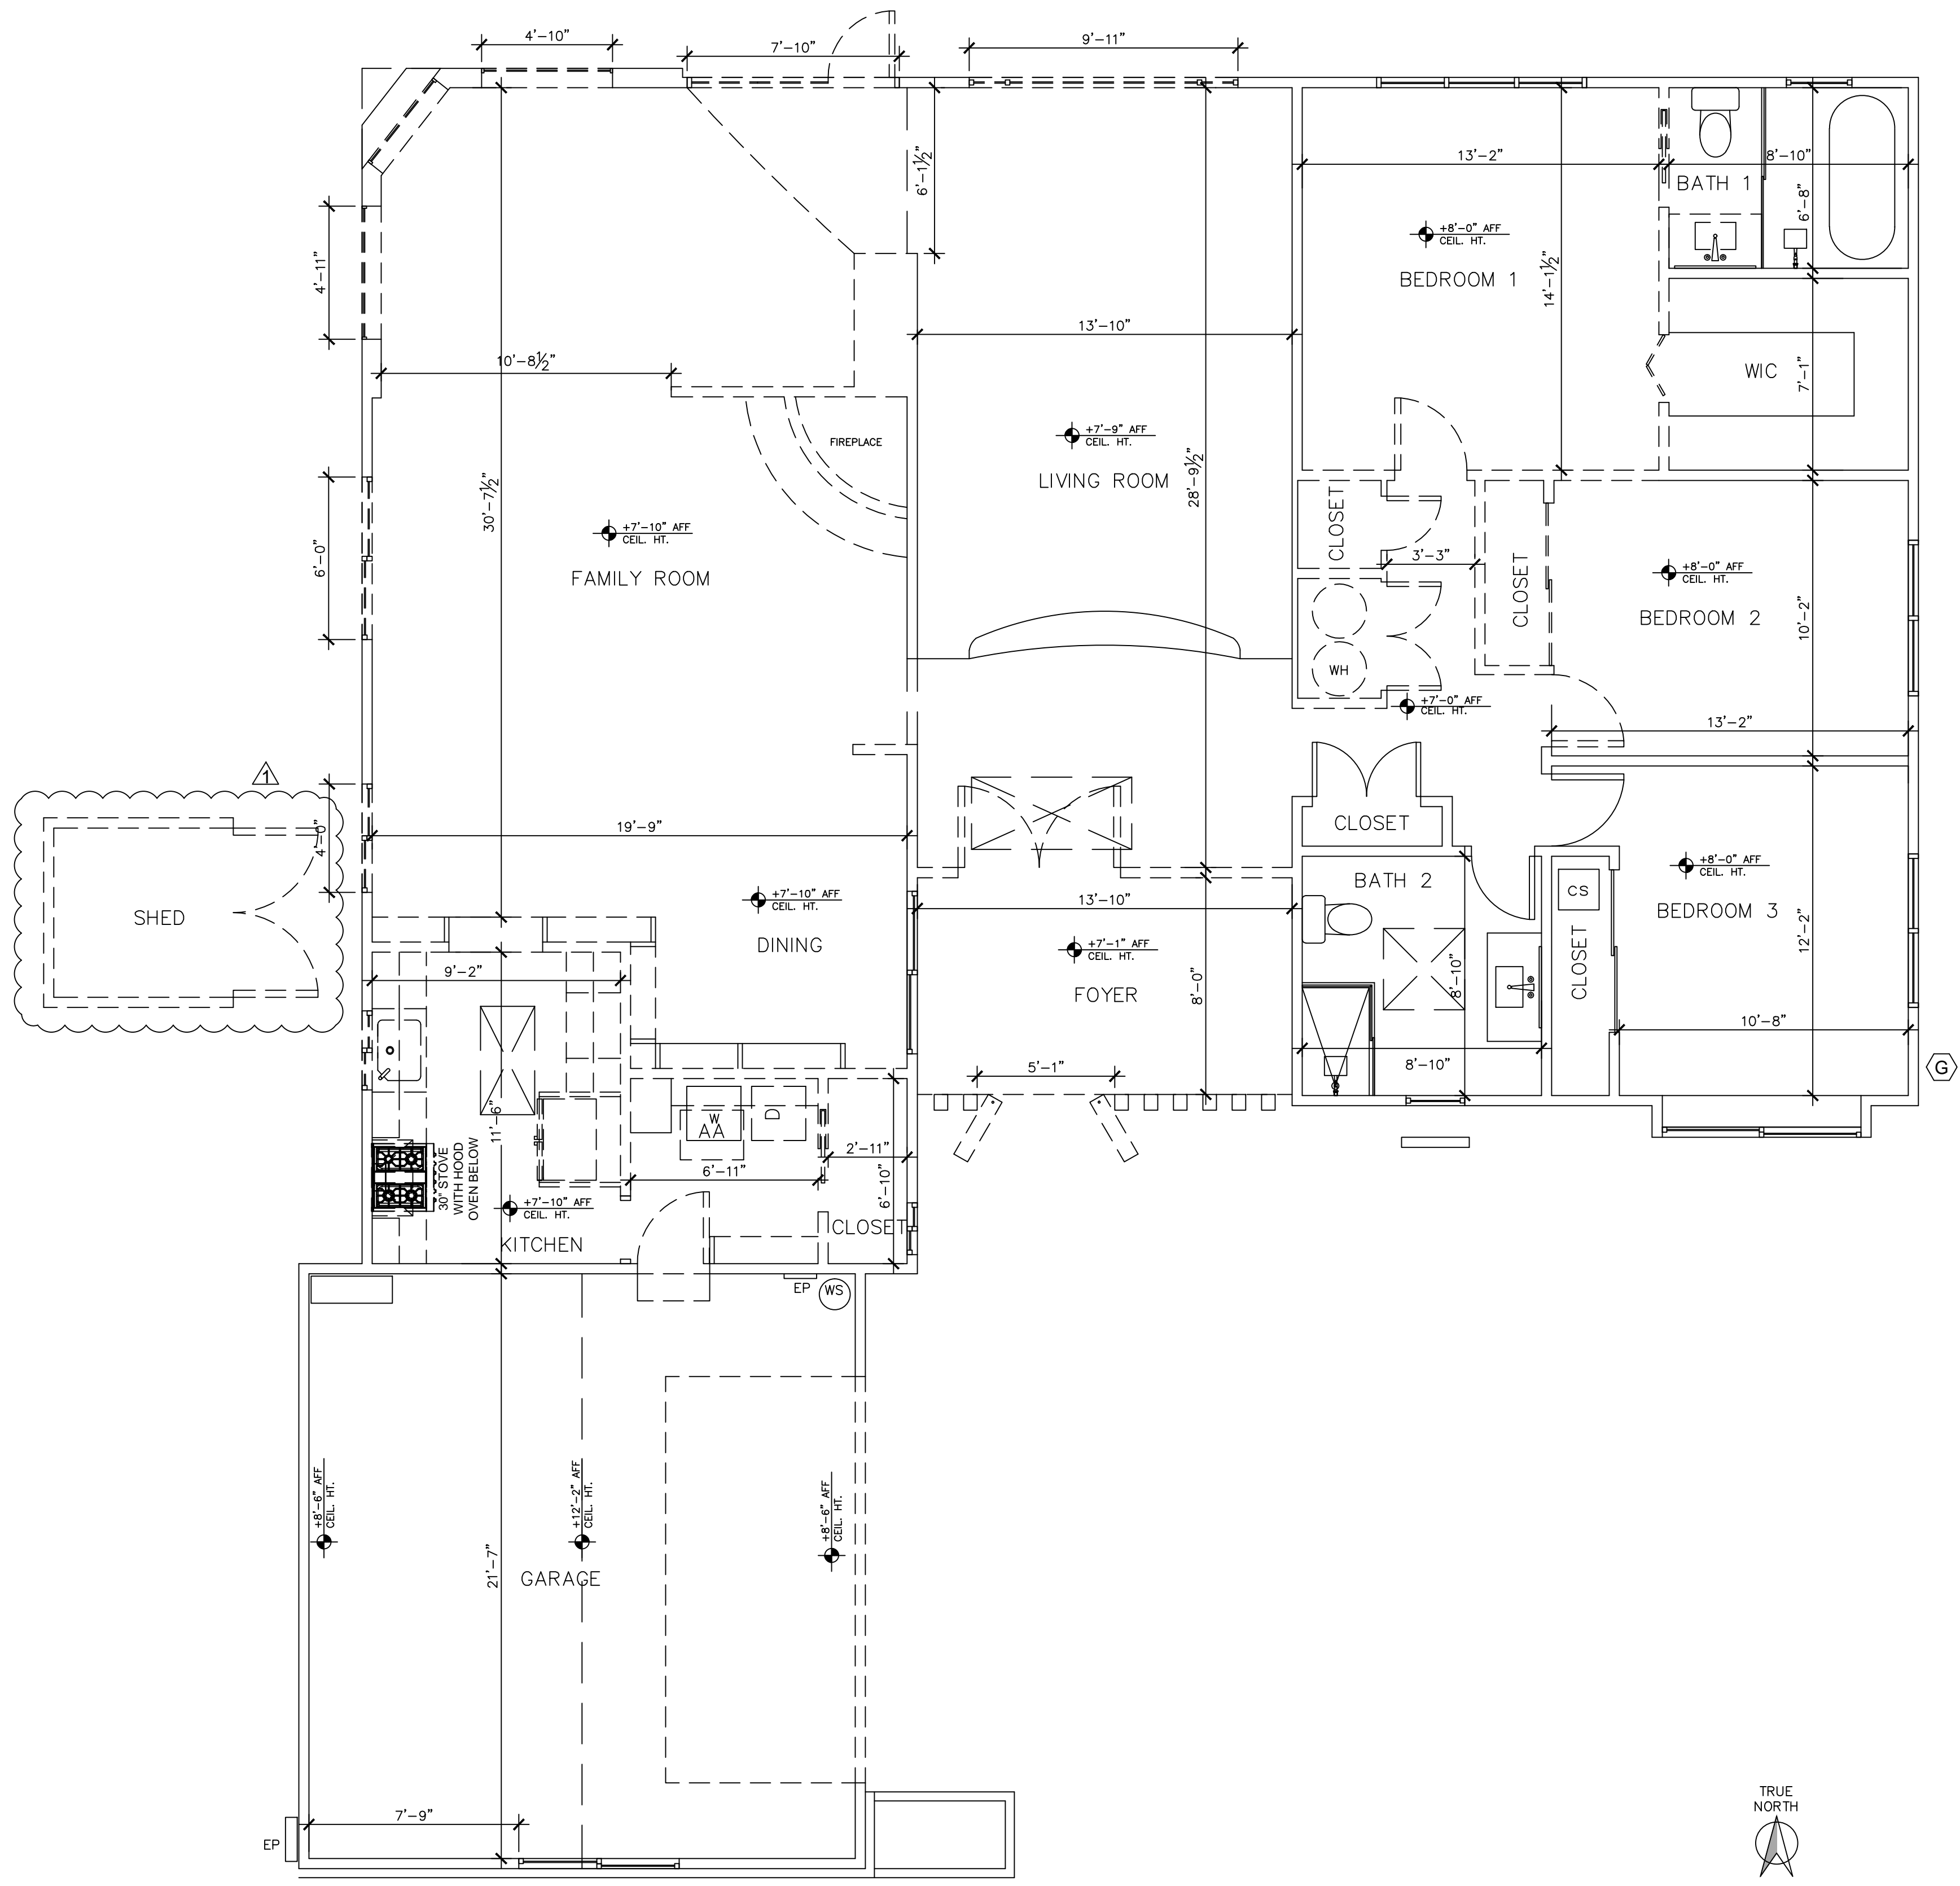 4'-10"
7'-10"
9'-11"
6'-1½"
13'-2"
8'-10"
BATH 1
6'-8"
+8'-0" AFF
CEIL. HT.
BEDROOM 1
14'-1½"
4'-11"
13'-10"
10'-8½"
WIC
7'-1"
FIREPLACE
+7'-9" AFF
CEIL. HT.
LIVING ROOM
28'-9½"
30'-7½"
+7'-10" AFF
CEIL. HT.
FAMILY ROOM
6'-0"
CLOSET
3'-3"
CLOSET
+8'-0" AFF
CEIL. HT.
BEDROOM 2
10'-2"
WH
+7'-0" AFF
CEIL. HT.
13'-2"
1
4'-0"
19'-9"
CLOSET
BATH 2
+8'-0" AFF
CEIL. HT.
BEDROOM 3
CS
12'-2"
SHED
+7'-10" AFF
CEIL. HT.
DINING
13'-10"
+7'-1" AFF
CEIL. HT.
FOYER
8'-0"
8'-10"
CLOSET
9'-2"
10'-8"
5'-1"
8'-10"
G
11'-6"
W
AA
D
2'-11"
6'-11"
6'-10"
30" STOVE
WITH HOOD
OVEN BELOW
+7'-10" AFF
CEIL. HT.
KITCHEN
CLOSET
EP
WS
+8'-6" AFF
CEIL. HT.
+12'-2" AFF
CEIL. HT.
+8'-6" AFF
CEIL. HT.
21'-7"
GARAGE
7'-9"
EP
TRUE
NORTH